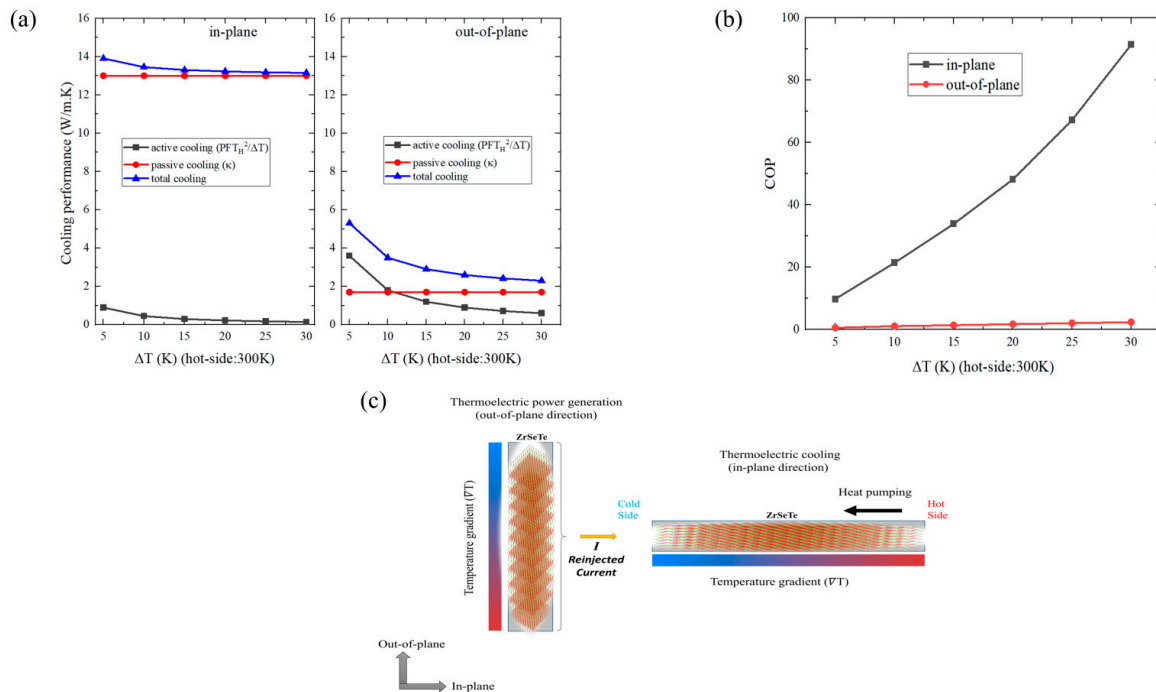 (a)
in-plane
out-of-plane
Cooling performance (W/m.K)
16
14
12
10
8
6
4
2
0
16
14
12
10
8
6
4
2
0
active cooling (PFT_H²/ΔT)
passive cooling (κ)
total cooling
active cooling (PFT_H²/ΔT)
passive cooling (κ)
total cooling
5 10 15 20 25 30
5 10 15 20 25 30
ΔT (K) (hot-side:300K)
ΔT (K) (hot-side:300K)
(b)
COP
100
80
60
40
20
0
in-plane
out-of-plane
5 10 15 20 25 30
ΔT (K) (hot-side:300K)
(c)
Thermoelectric power generation
(out-of-plane direction)
ZrSeTe
Temperature gradient (∇T)
I
Reinjected
Current
Thermoelectric cooling
(in-plane direction)
Heat pumping
Cold
Side
ZrSeTe
Hot
Side
Temperature gradient (∇T)
Out-of-plane
In-plane